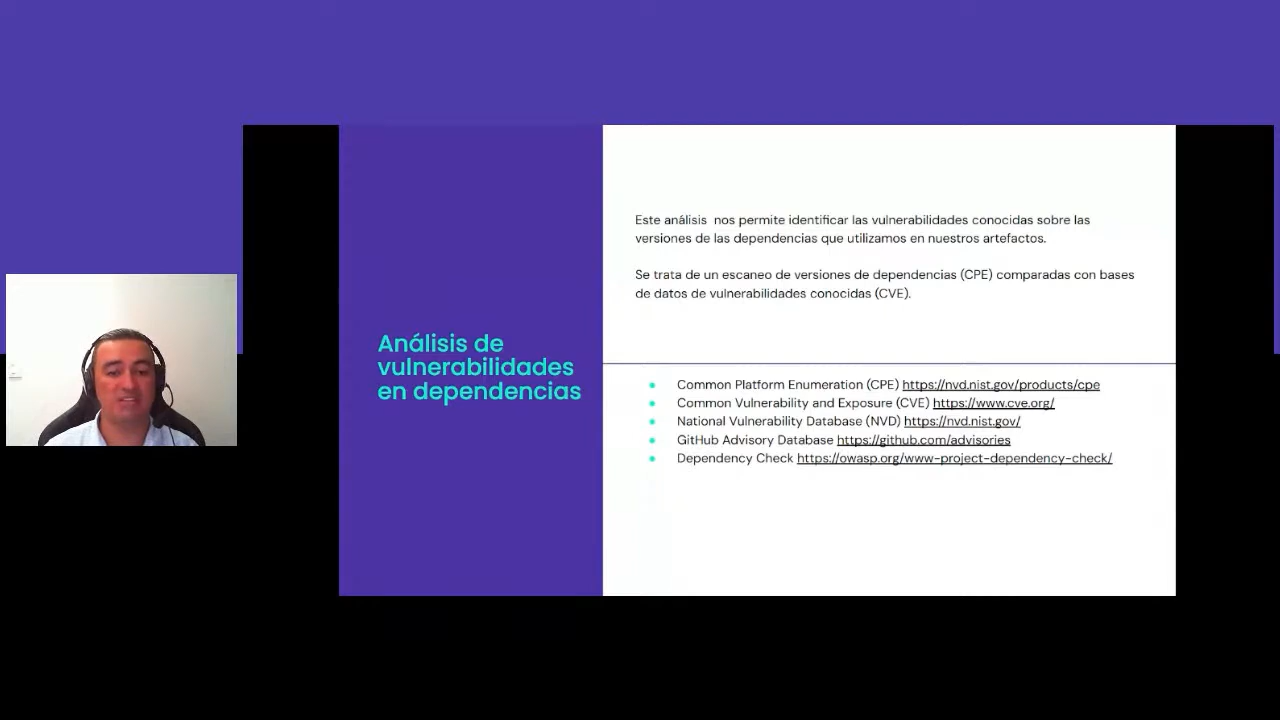 Análisis de
vulnerabilidades
en dependencias
Este análisis nos permite identificar las vulnerabilidades conocidas sobre las
versiones de las dependencias que utilizamos en nuestros artefactos.
Se trata de un escaneo de versiones de dependencias (CPE) comparadas con bases
de datos de vulnerabilidades conocidas (CVE).
Common Platform Enumeration (CPE) https://nvd.nist.gov/products/cpe
Common Vulnerability and Exposure (CVE) https://www.cve.org/
National Vulnerability Database (NVD) https://nvd.nist.gov/
GitHub Advisory Database https://github.com/advisories
Dependency Check https://owasp.org/www-project-dependency-check/